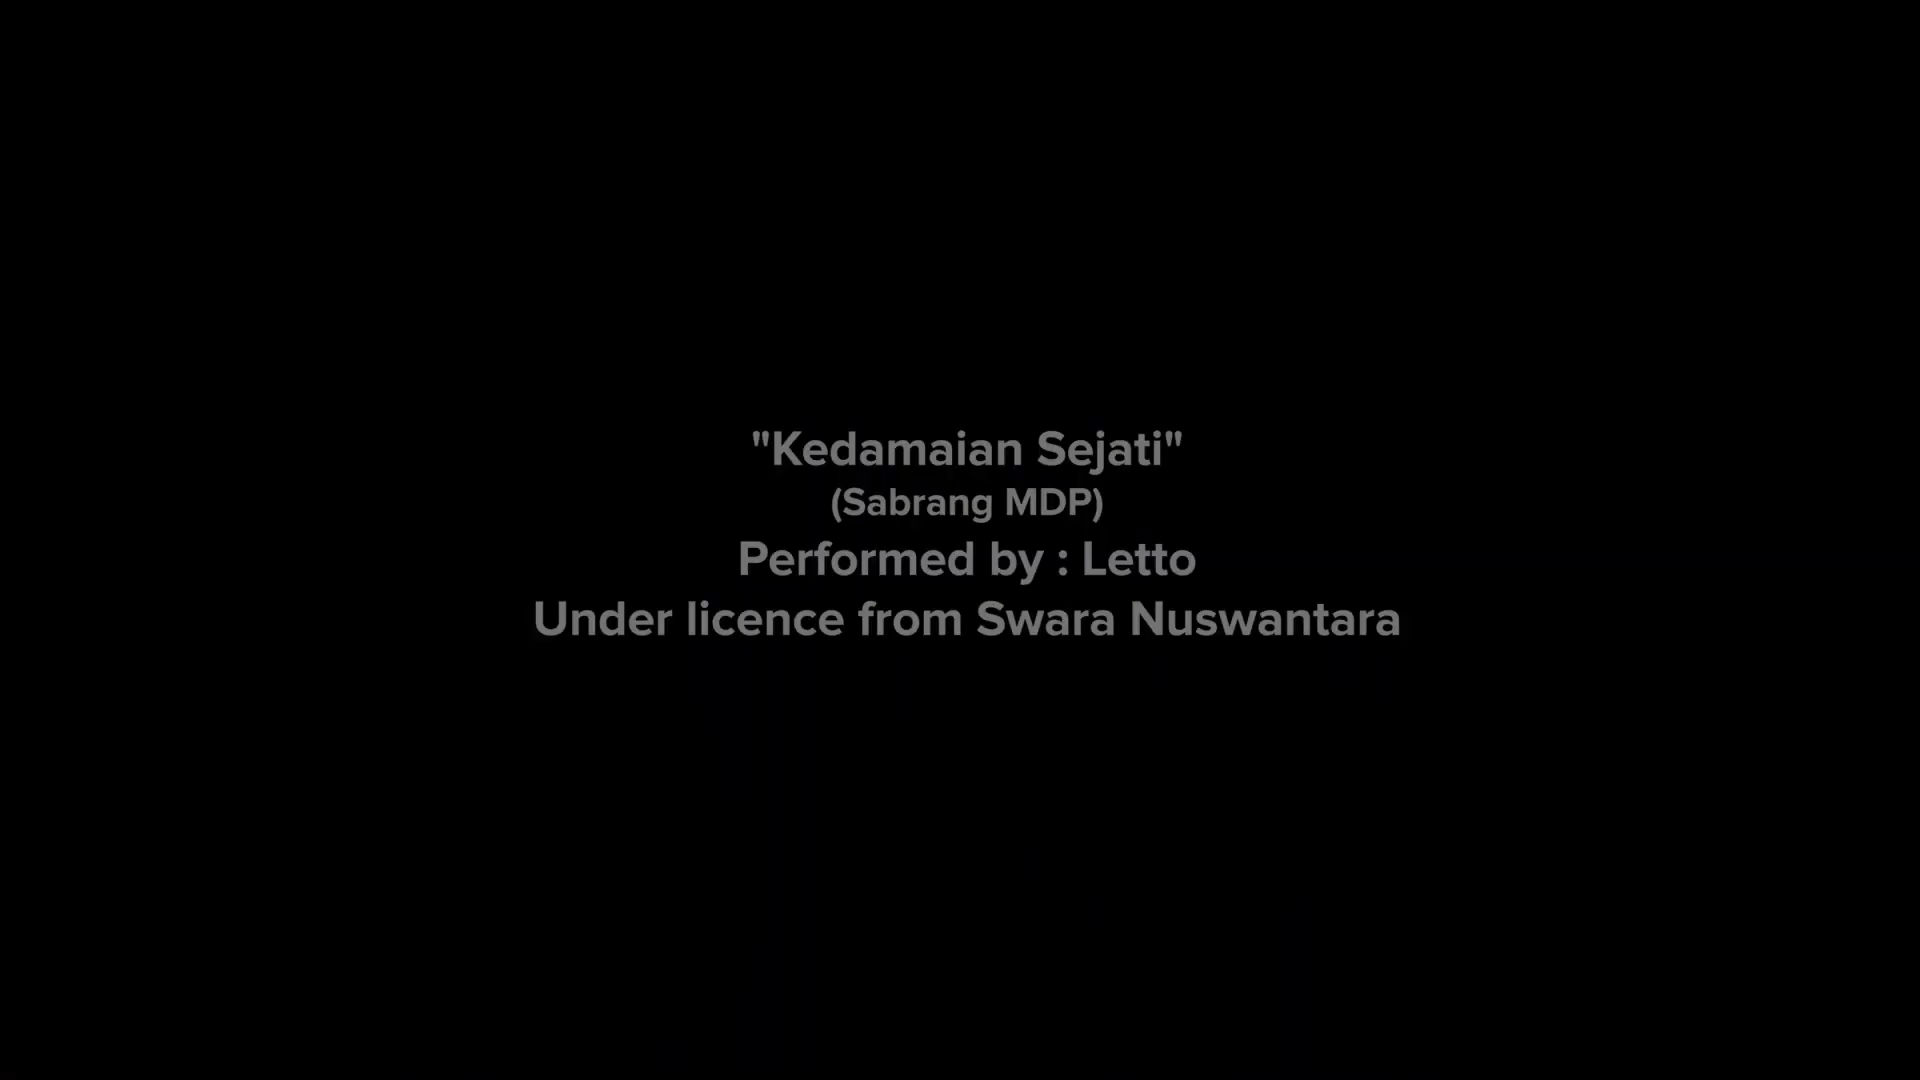 "Kedamaian Sejati"
(Sabrang MDP)
Performed by : Letto
Under licence from Swara Nuswantara